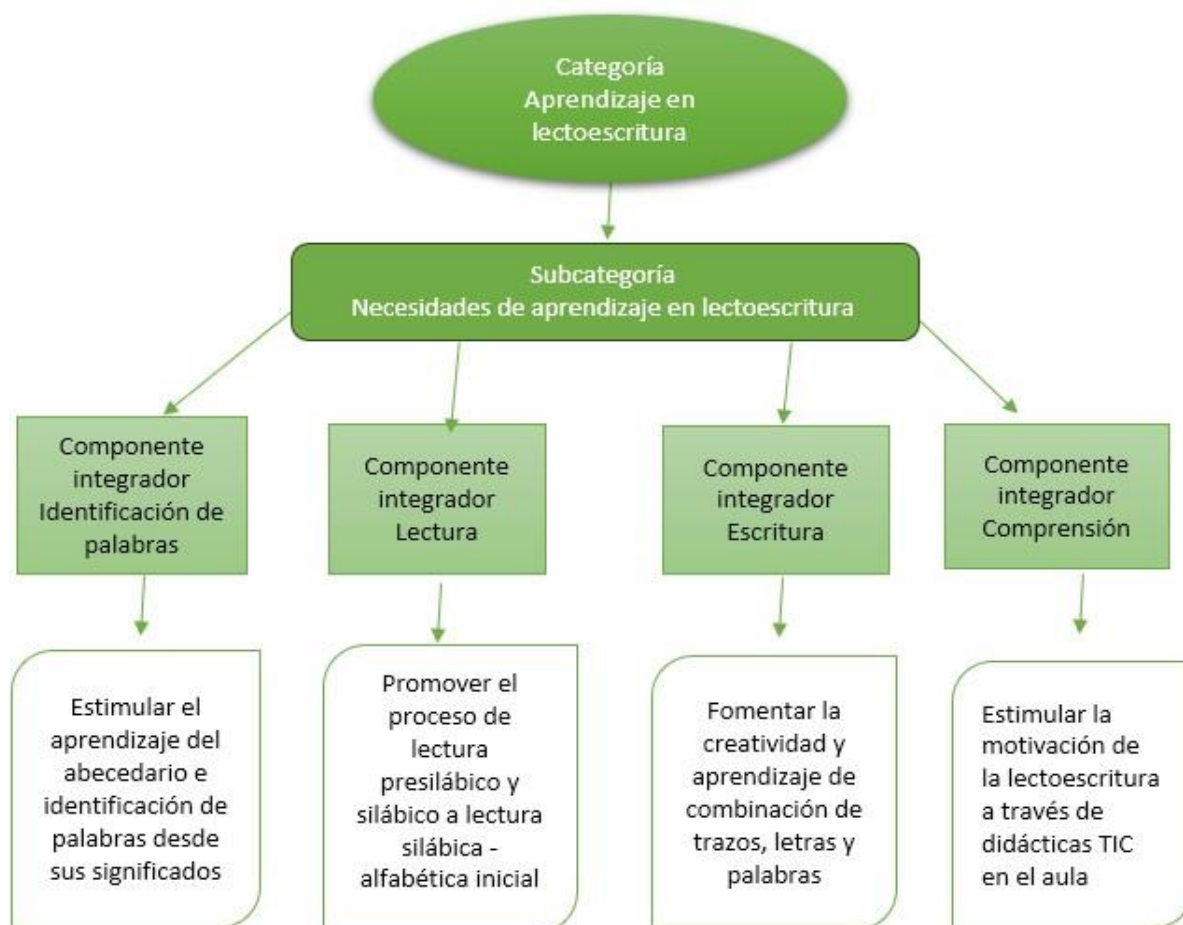 Categoría
Aprendizaje en
lectoescritura
Subcategoría
Necesidades de aprendizaje en lectoescritura
Componente
integrador
Identificación de
palabras
Componente
integrador
Lectura
Componente
integrador
Escritura
Componente
integrador
Comprensión
Estimular el
aprendizaje del
abecedario e
identificación de
palabras desde
sus significados
Promover el
proceso de
lectura
presilábico y
silábico a lectura
silábica -
alfabética inicial
Fomentar la
creatividad y
aprendizaje de
combinación de
trazos, letras y
palabras
Estimular la
motivación de
la lectoescritura
a través de
didácticas TIC
en el aula